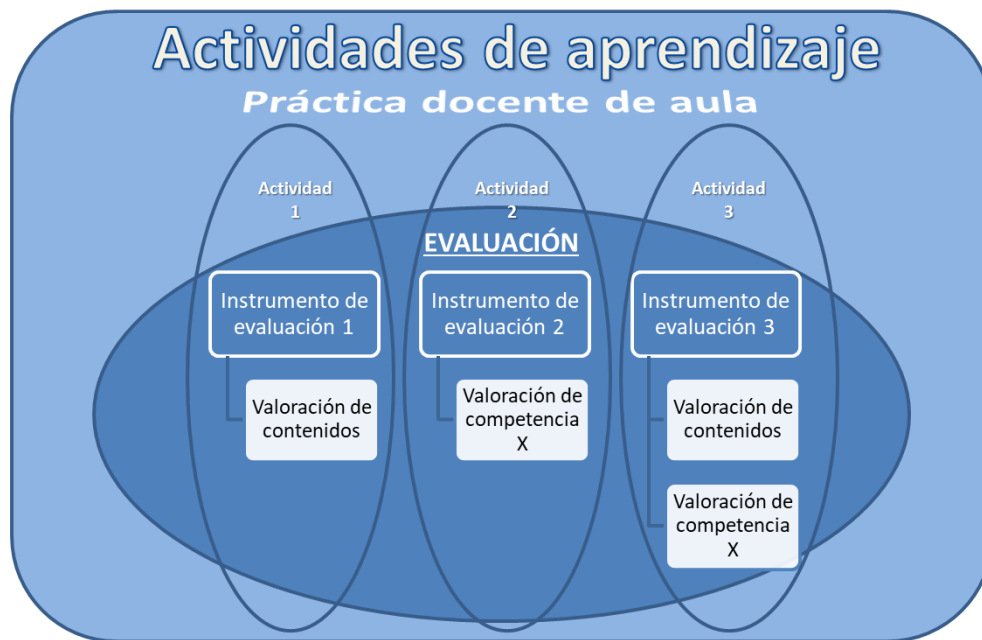 Actividades de aprendizaje
Práctica docente de aula
Actividad
1
Actividad
2
Actividad
3
EVALUACIÓN
Instrumento de
evaluación 1
Instrumento de
evaluación 2
Instrumento de
evaluación 3
Valoración de
contenidos
Valoración de
competencia
X
Valoración de
contenidos
Valoración de
competencia
X